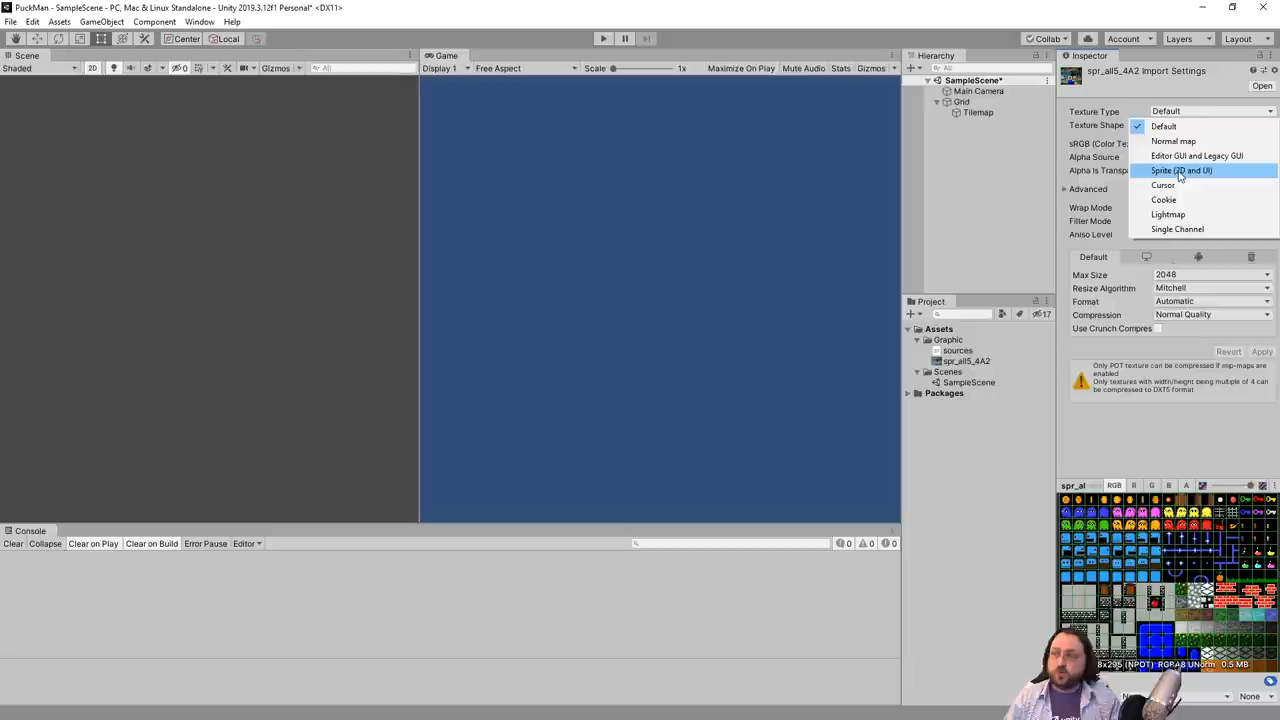 PuckMan - SampleScene - PC, Mac & Linux Standalone - Unity 2019.3.12f1 Personal* <DX11>
File Edit Assets GameObject Component Window Help
Center Local Collab Account Layers Layout
Scene Game Hierarchy Inspector
Shaded 2D 0 Gizmos All
Display 1 Free Aspect Scale 1x Maximize On Play Mute Audio Stats Gizmos
All
SampleScene*
Main Camera
Grid
Tilemap
spr_all5_4A2 Import Settings
Open
Texture Type Default
Texture Shape
sRGB (Color Te
Alpha Source
Alpha Is Transpa
Advanced
Wrap Mode
Filter Mode
Aniso Level
Default
Normal map
Editor GUI and Legacy GUI
Sprite (2D and UI)
Cursor
Cookie
Lightmap
Single Channel
Default
Max Size 2048
Resize Algorithm Mitchell
Format Automatic
Compression Normal Quality
Use Crunch Compres
Revert Apply
Only POT texture can be compressed if mip-maps are
enabled
Only textures with width/height being multiple of 4 can
be compressed to DXT5 format
Project
17
Assets
Graphic
sources
spr_all5_4A2
Scenes
SampleScene
Packages
spr_al RGB R G B A
8x295 (NPOT) RGBA8 UNorm 0.5 MB
None
Console
Clear Collapse Clear on Play Clear on Build Error Pause Editor 0 0 0
unity